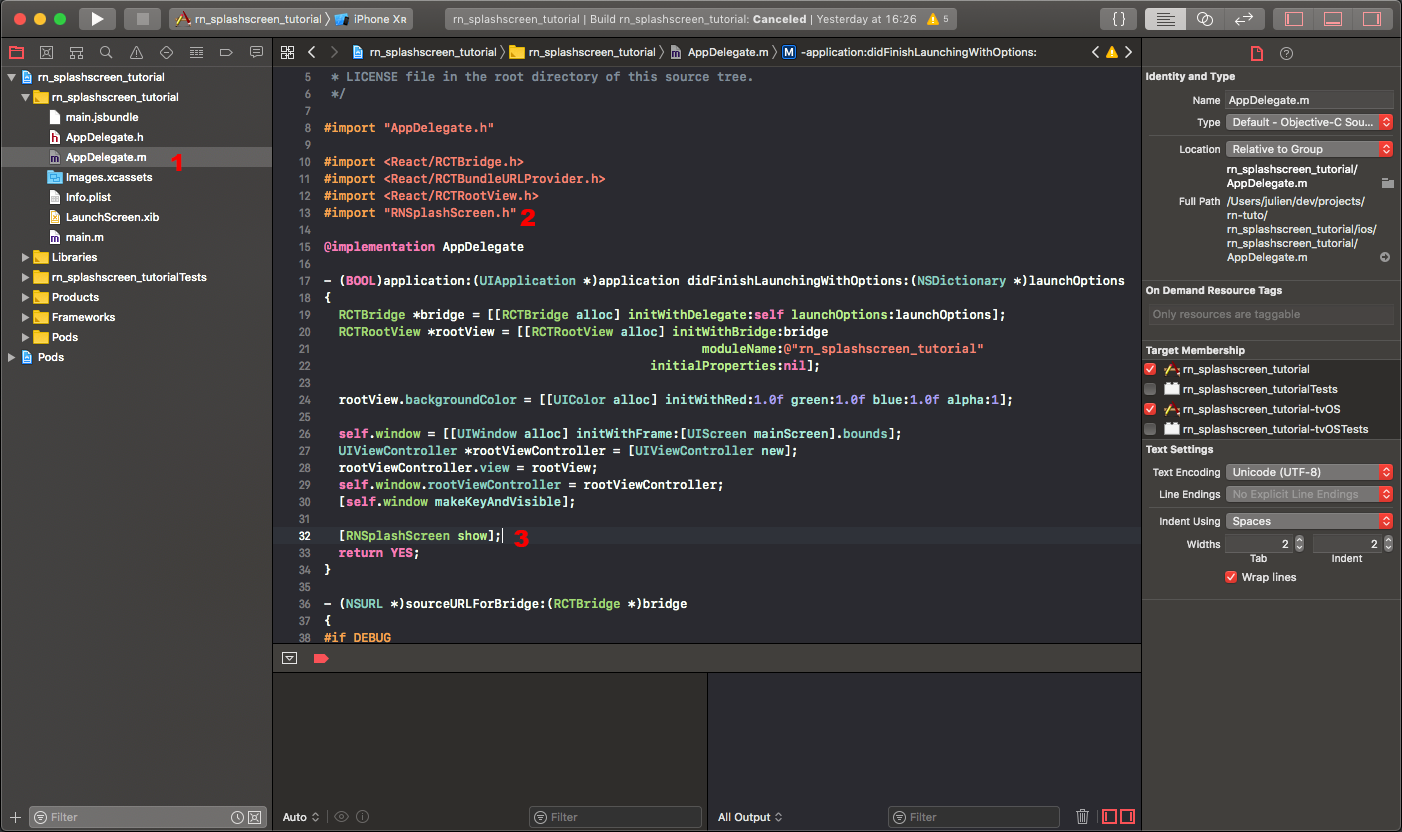 rn_splashscreen_tutorial iPhone XR
rn_splashscreen_tutorial | Build rn_splashscreen_tutorial: Canceled | Yesterday at 16:26 5
{}
rn_splashscreen_tutorial rn_splashscreen_tutorial AppDelegate.m M -application:didFinishLaunchingWithOptions:
rn_splashscreen_tutorial
rn_splashscreen_tutorial
main.jsbundle
h AppDelegate.h
m AppDelegate.m 1
Images.xcassets
Info.plist
LaunchScreen.xib
m main.m
Libraries
rn_splashscreen_tutorialTests
Products
Frameworks
Pods
Pods
Filter
5 * LICENSE file in the root directory of this source tree.
6 */
7
8 #import "AppDelegate.h"
9
10 #import <React/RCTBridge.h>
11 #import <React/RCTBundleURLProvider.h>
12 #import <React/RCTRootView.h>
13 #import "RNSplashScreen.h" 2
14
15 @implementation AppDelegate
16
17 - (BOOL)application:(UIApplication *)application didFinishLaunchingWithOptions:(NSDictionary *)launchOptions
18 {
19 RCTBridge *bridge = [[RCTBridge alloc] initWithDelegate:self launchOptions:launchOptions];
20 RCTRootView *rootView = [[RCTRootView alloc] initWithBridge:bridge
21 moduleName:@"rn_splashscreen_tutorial"
22 initialProperties:nil];
23
24 rootView.backgroundColor = [[UIColor alloc] initWithRed:1.0f green:1.0f blue:1.0f alpha:1];
25
26 self.window = [[UIWindow alloc] initWithFrame:[UIScreen mainScreen].bounds];
27 UIViewController *rootViewController = [UIViewController new];
28 rootViewController.view = rootView;
29 self.window.rootViewController = rootViewController;
30 [self.window makeKeyAndVisible];
31
32 [RNSplashScreen show]; 3
33 return YES;
34 }
35
36 - (NSURL *)sourceURLForBridge:(RCTBridge *)bridge
37 {
38 #if DEBUG
Auto
Filter
All Output
Filter
Identity and Type
Name AppDelegate.m
Type Default - Objective-C Sou...
Location Relative to Group
rn_splashscreen_tutorial/
AppDelegate.m
Full Path /Users/julien/dev/projects/
rn-tuto/
rn_splashscreen_tutorial/ios/
rn_splashscreen_tutorial/
AppDelegate.m
On Demand Resource Tags
Only resources are taggable
Target Membership
rn_splashscreen_tutorial
rn_splashscreen_tutorialTests
rn_splashscreen_tutorial-tvOS
rn_splashscreen_tutorial-tvOSTests
Text Settings
Text Encoding Unicode (UTF-8)
Line Endings No Explicit Line Endings
Indent Using Spaces
Widths 2 2
Tab Indent
Wrap lines